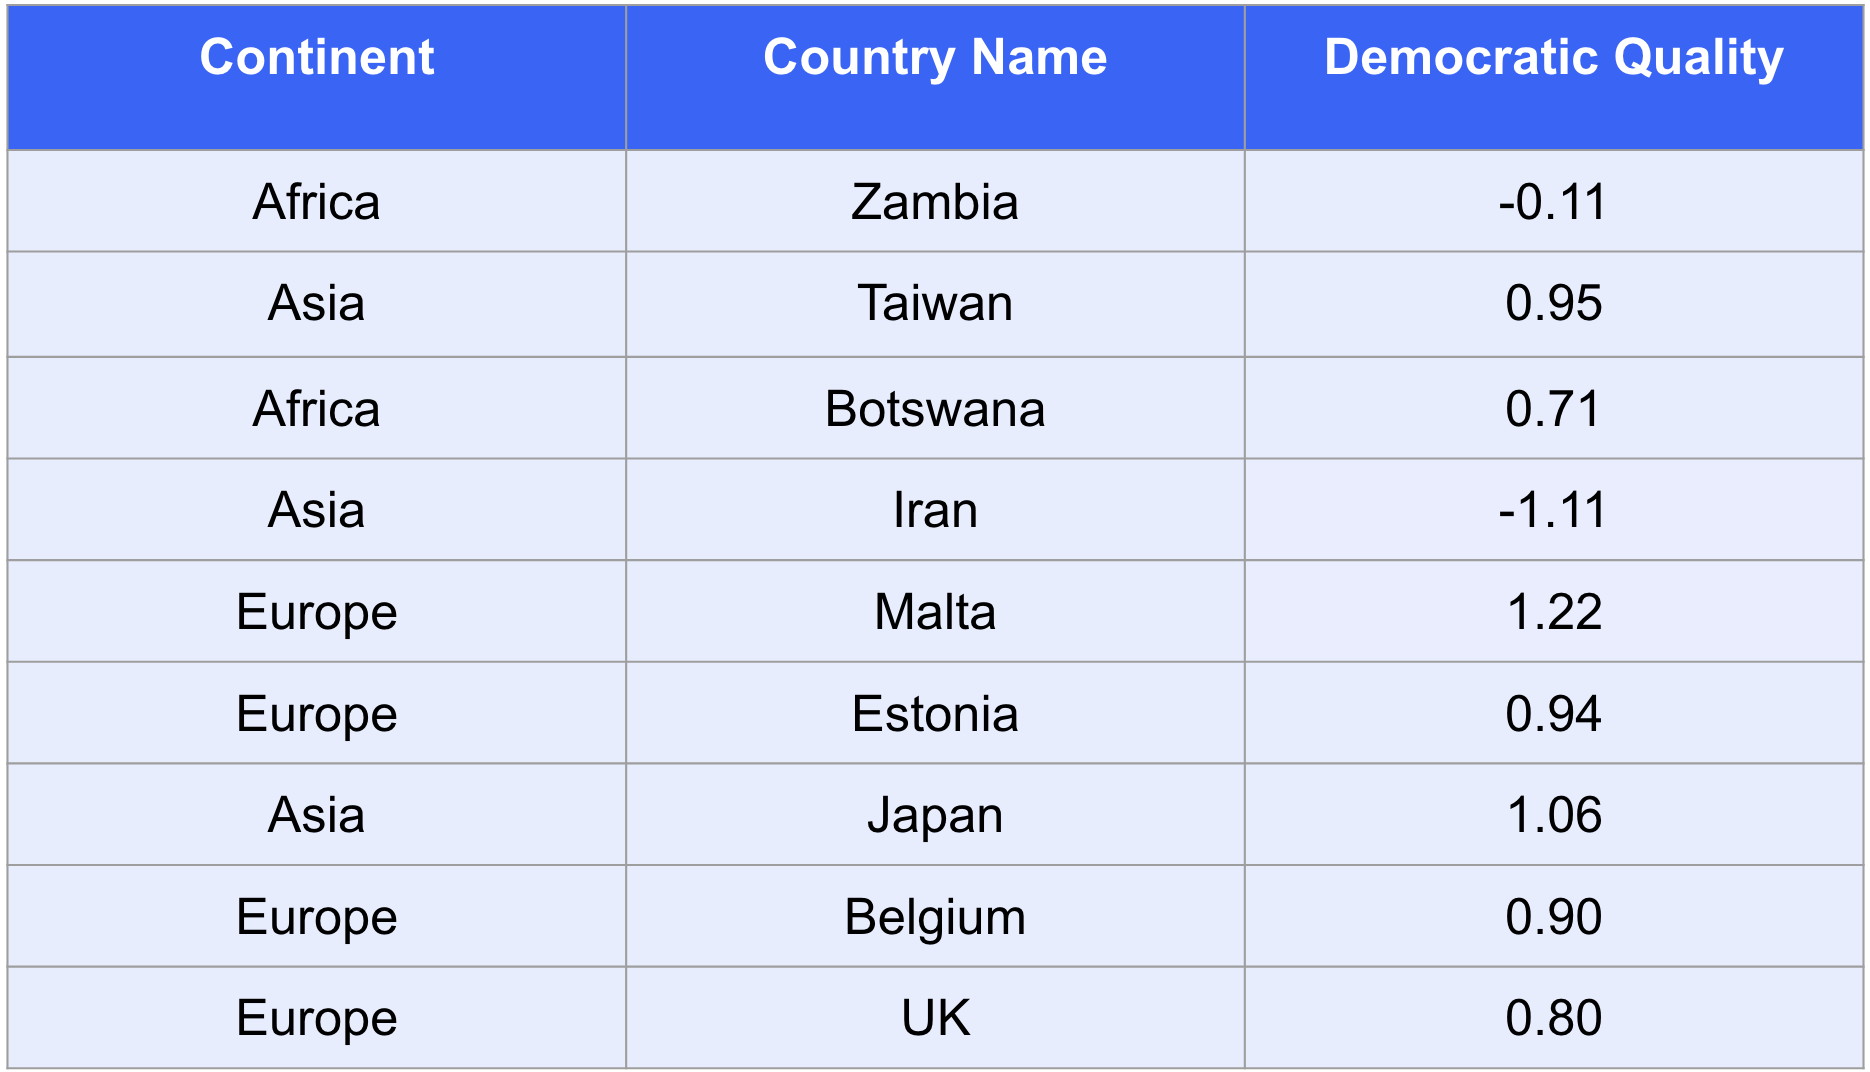 Continent Country Name Democratic Quality
Africa Zambia -0.11
Asia Taiwan 0.95
Africa Botswana 0.71
Asia Iran -1.11
Europe Malta 1.22
Europe Estonia 0.94
Asia Japan 1.06
Europe Belgium 0.90
Europe UK 0.80